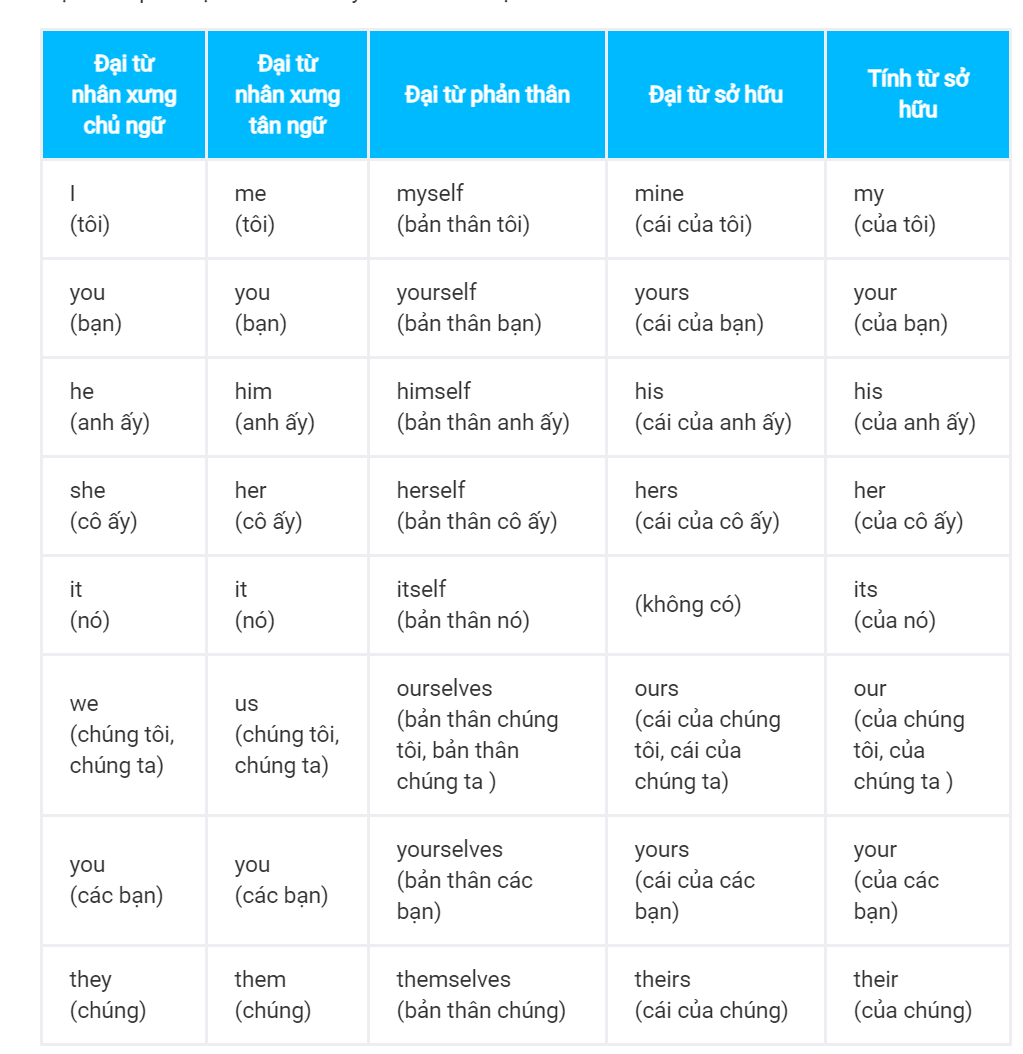 Đại từ
nhân xưng
chủ ngữ
Đại từ
nhân xưng
tân ngữ
Đại từ phản thân
Đại từ sở hữu
Tính từ sở
hữu
I
(tôi)
me
(tôi)
myself
(bản thân tôi)
mine
(cái của tôi)
my
(của tôi)
you
(bạn)
you
(bạn)
yourself
(bản thân bạn)
yours
(cái của bạn)
your
(của bạn)
he
(anh ấy)
him
(anh ấy)
himself
(bản thân anh ấy)
his
(cái của anh ấy)
his
(của anh ấy)
she
(cô ấy)
her
(cô ấy)
herself
(bản thân cô ấy)
hers
(cái của cô ấy)
her
(của cô ấy)
it
(nó)
it
(nó)
itself
(bản thân nó)
(không có)
its
(của nó)
we
(chúng tôi,
chúng ta)
us
(chúng tôi,
chúng ta)
ourselves
(bản thân chúng
tôi, bản thân
chúng ta )
ours
(cái của chúng
tôi, cái của
chúng ta)
our
(của chúng
tôi, của
chúng ta )
you
(các bạn)
you
(các bạn)
yourselves
(bản thân các
bạn)
yours
(cái của các
bạn)
your
(của các
bạn)
they
(chúng)
them
(chúng)
themselves
(bản thân chúng)
theirs
(cái của chúng)
their
(của chúng)